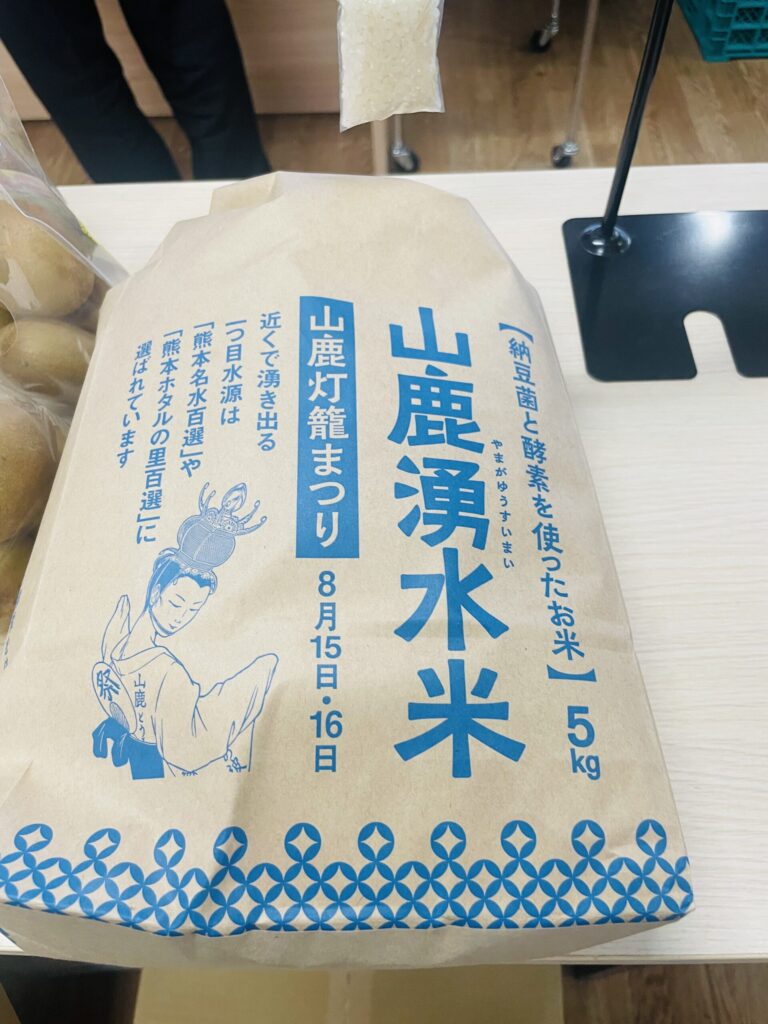 【納豆菌と酵素を使ったお米】
5kg
山鹿湧水米
やまがゆうすいまい
山鹿灯籠まつり
8月15日・16日
近くで湧き出る
一つ目水源は
「熊本名水百選」や
「熊本ホタルの里百選」に
選ばれています
祭
山鹿とう